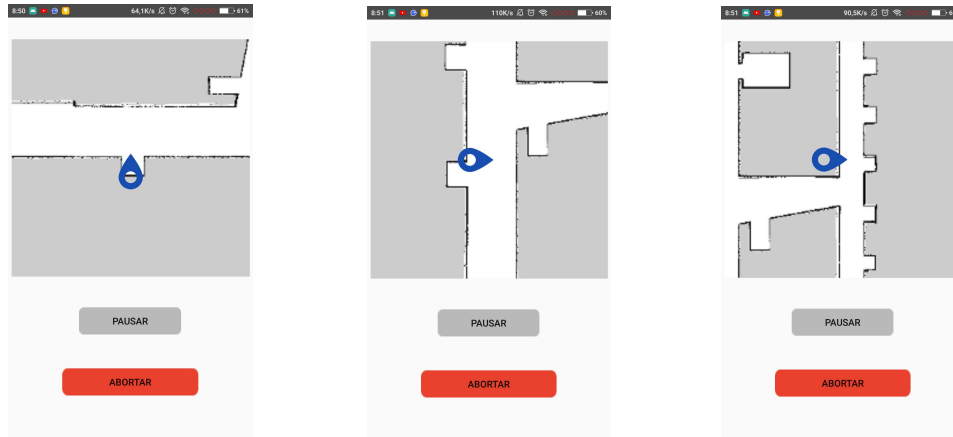 8:50 64,1K/s 61%
PAUSAR
ABORTAR
8:51 110K/s 60%
PAUSAR
ABORTAR
8:51 90,5K/s
PAUSAR
ABORTAR